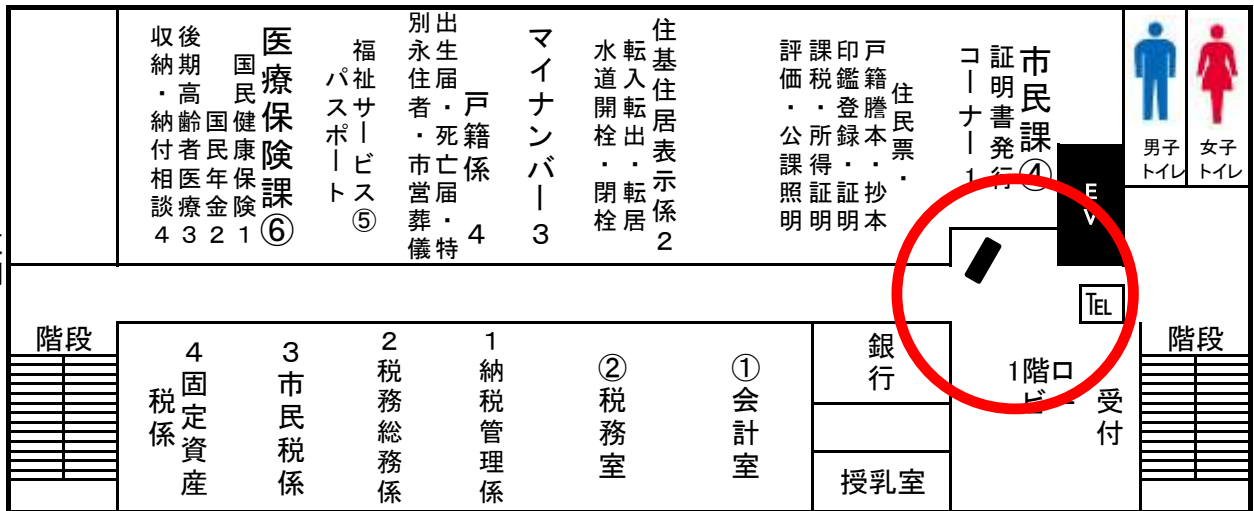 女子
トイレ
男子
トイレ
市民課④
証明書発行
コーナー1
住民票・
戸籍謄本・抄本
印鑑登録・証明
課税・所得証明
評価・公課照明
住基住居表示係2
転入転出・転居
水道開栓・閉栓
マイナンバー3
戸籍係 4
出生届・死亡届・特
別永住者・市営葬儀
福祉サービス⑤
パスポート
医療保険課⑥
国民健康保険1
国民年金2
後期高齢者医療3
収納・納付相談4
EV
TEL
階段
受付
1階ロビー
銀行
授乳室
①会計室
②税務室
1納税管理係
2税務総務係
3市民税係
4固定資産
税係
階段